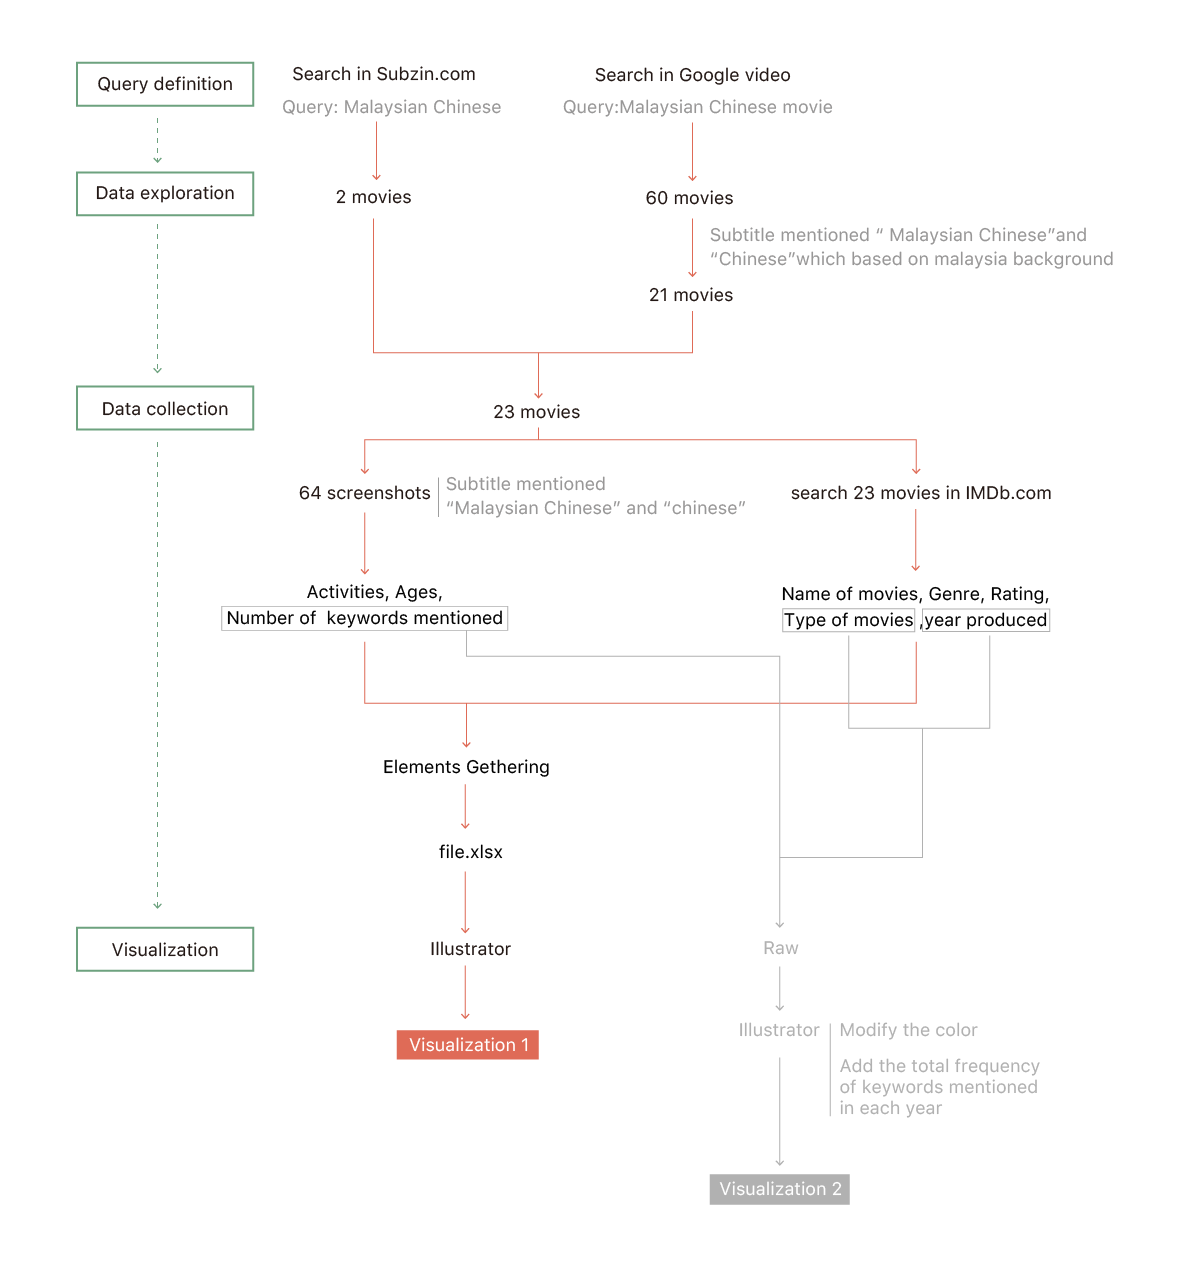 Query definition
Search in Subzin.com
Query: Malaysian Chinese
Search in Google video
Query:Malaysian Chinese movie
Data exploration
2 movies
60 movies
Subtitle mentioned “ Malaysian Chinese”and
“Chinese”which based on malaysia background
21 movies
Data collection
23 movies
64 screenshots
Subtitle mentioned
“Malaysian Chinese” and “chinese”
search 23 movies in IMDb.com
Activities, Ages,
Number of  keywords mentioned
Name of movies, Genre, Rating,
Type of movies ,year produced
Elements Gethering
file.xlsx
Visualization
Illustrator
Raw
Visualization 1
Illustrator
Modify the color
Add the total frequency
of keywords mentioned
in each year
Visualization 2